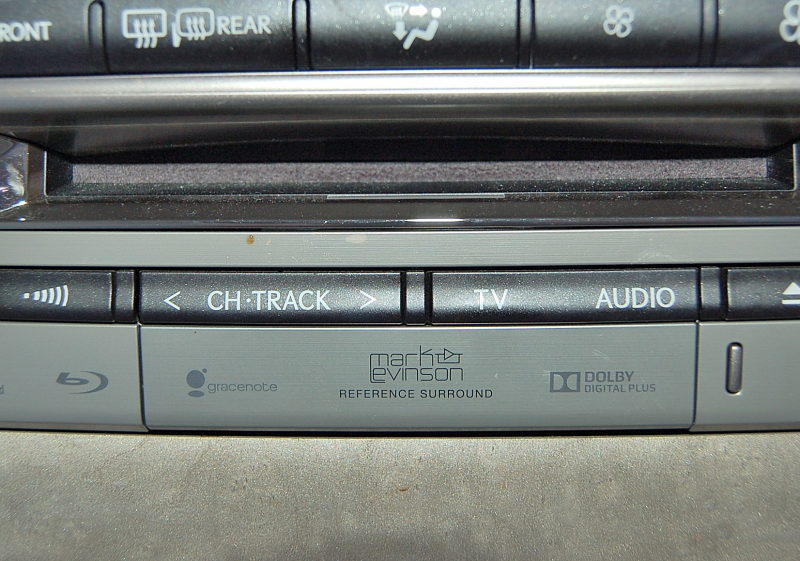 REAR
< CH·TRACK >
TV AUDIO
gracenote
mark
Levinson
REFERENCE SURROUND
DOLBY
DIGITAL PLUS